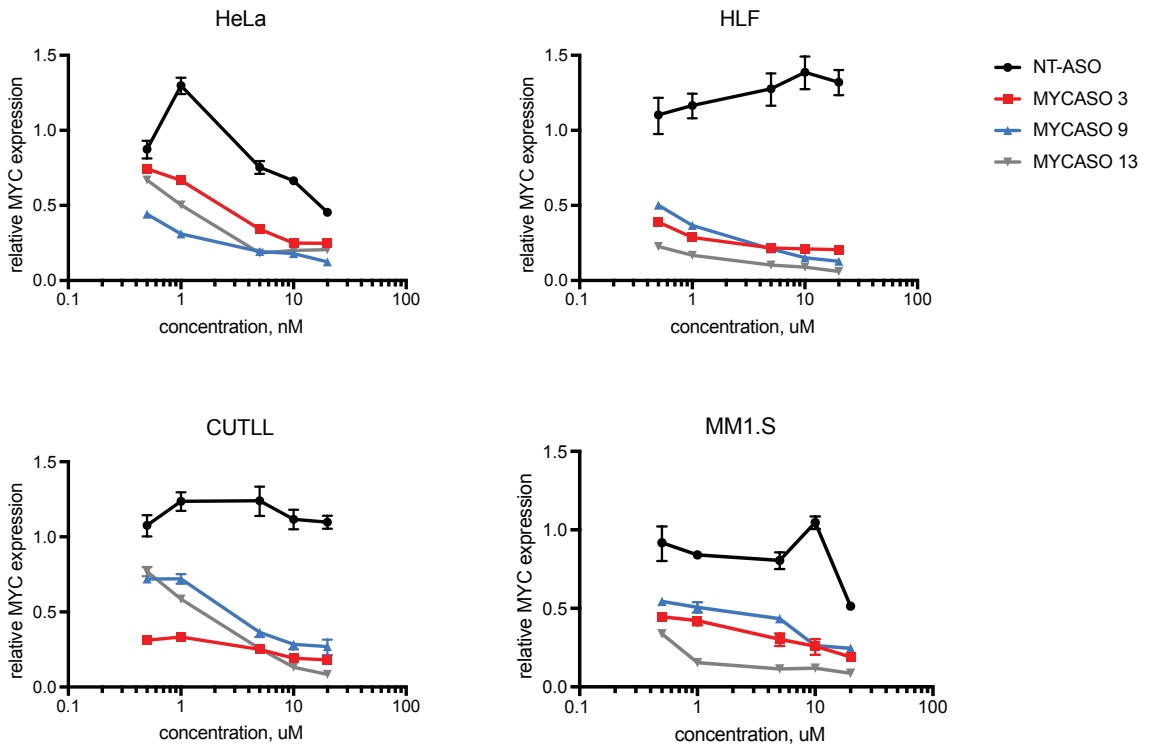 HeLa
1.5
1.0
0.5
0.0
0.1
1
10
100
relative MYC expression
concentration, nM
HLF
1.5
1.0
0.5
0.0
0.1
1
10
100
relative MYC expression
concentration, uM
NT-ASO
MYCASO 3
MYCASO 9
MYCASO 13
CUTLL
1.5
1.0
0.5
0.0
0.1
1
10
100
relative MYC expression
concentration, uM
MM1.S
1.5
1.0
0.5
0.0
0.1
1
10
100
relative MYC expression
concentration, uM